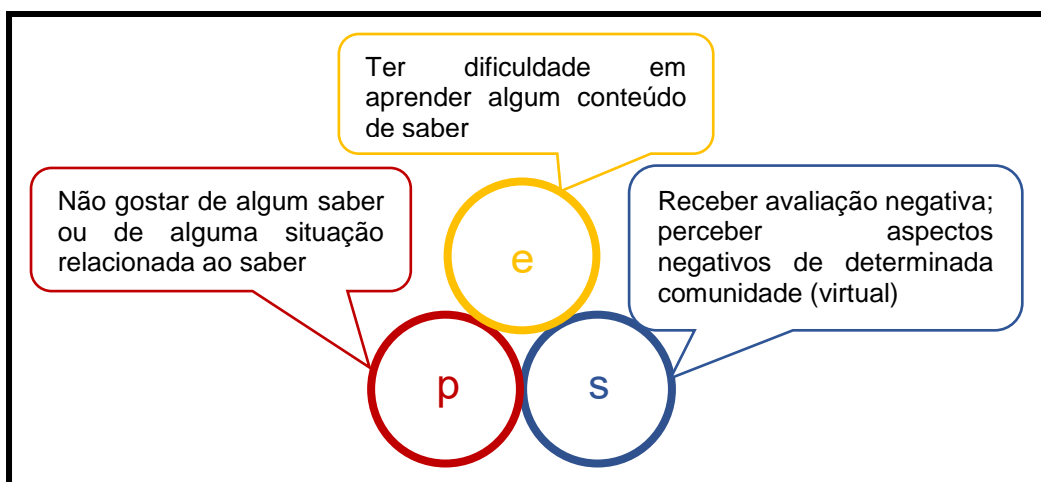 Ter dificuldade em
aprender algum conteúdo
de saber
Não gostar de algum saber
ou de alguma situação
relacionada ao saber
Receber avaliação negativa;
perceber aspectos
negativos de determinada
comunidade (virtual)
e
p
s